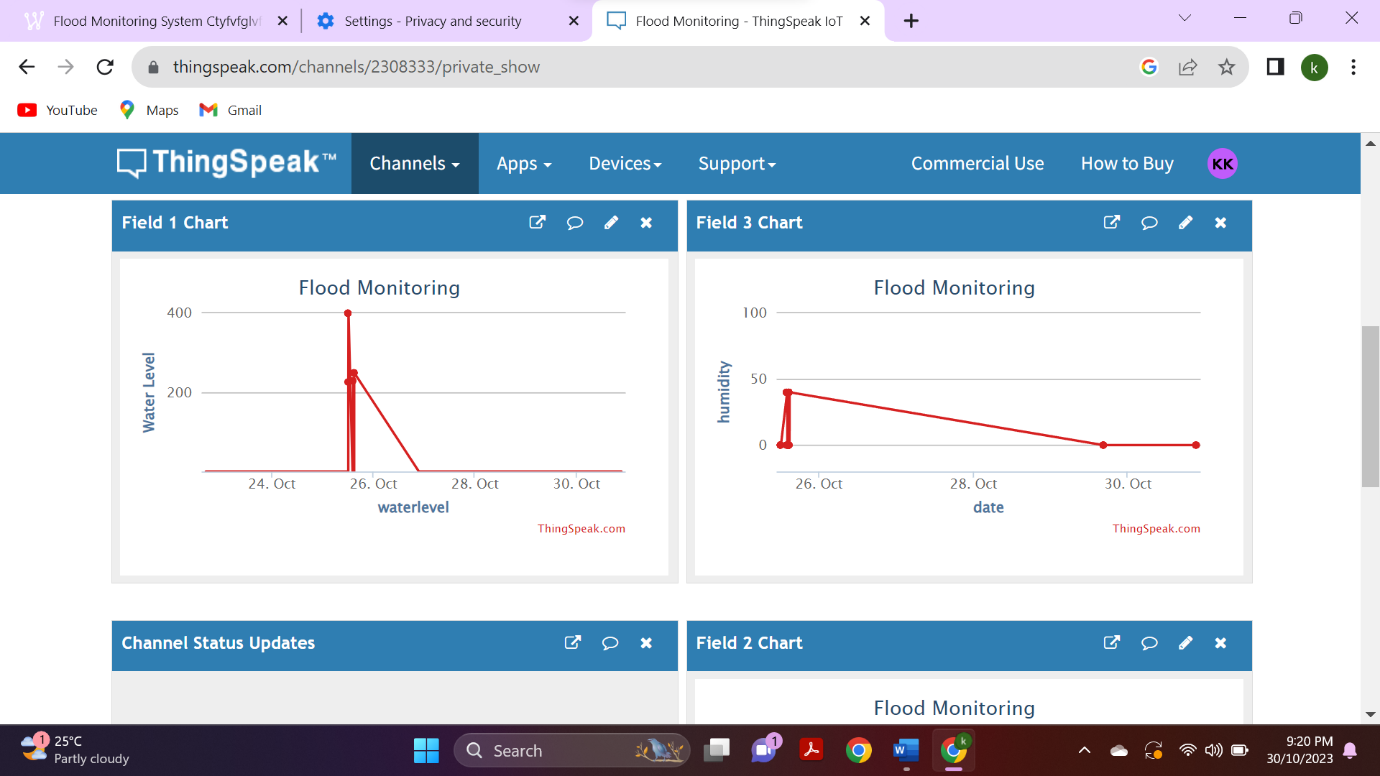 Flood Monitoring System Ctyfvfglvf
Settings - Privacy and security
Flood Monitoring - ThingSpeak IoT
thingspeak.com/channels/2308333/private_show
k
YouTube
Maps
Gmail
ThingSpeak™
Channels
Apps
Devices
Support
Commercial Use
How to Buy
KK
Field 1 Chart
Field 3 Chart
Flood Monitoring
400
200
Water Level
24. Oct
26. Oct
28. Oct
30. Oct
waterlevel
ThingSpeak.com
Flood Monitoring
100
50
0
humidity
26. Oct
28. Oct
30. Oct
date
ThingSpeak.com
Channel Status Updates
Field 2 Chart
Flood Monitoring
1
25°C
Partly cloudy
Search
1
W
k
9:20 PM
30/10/2023